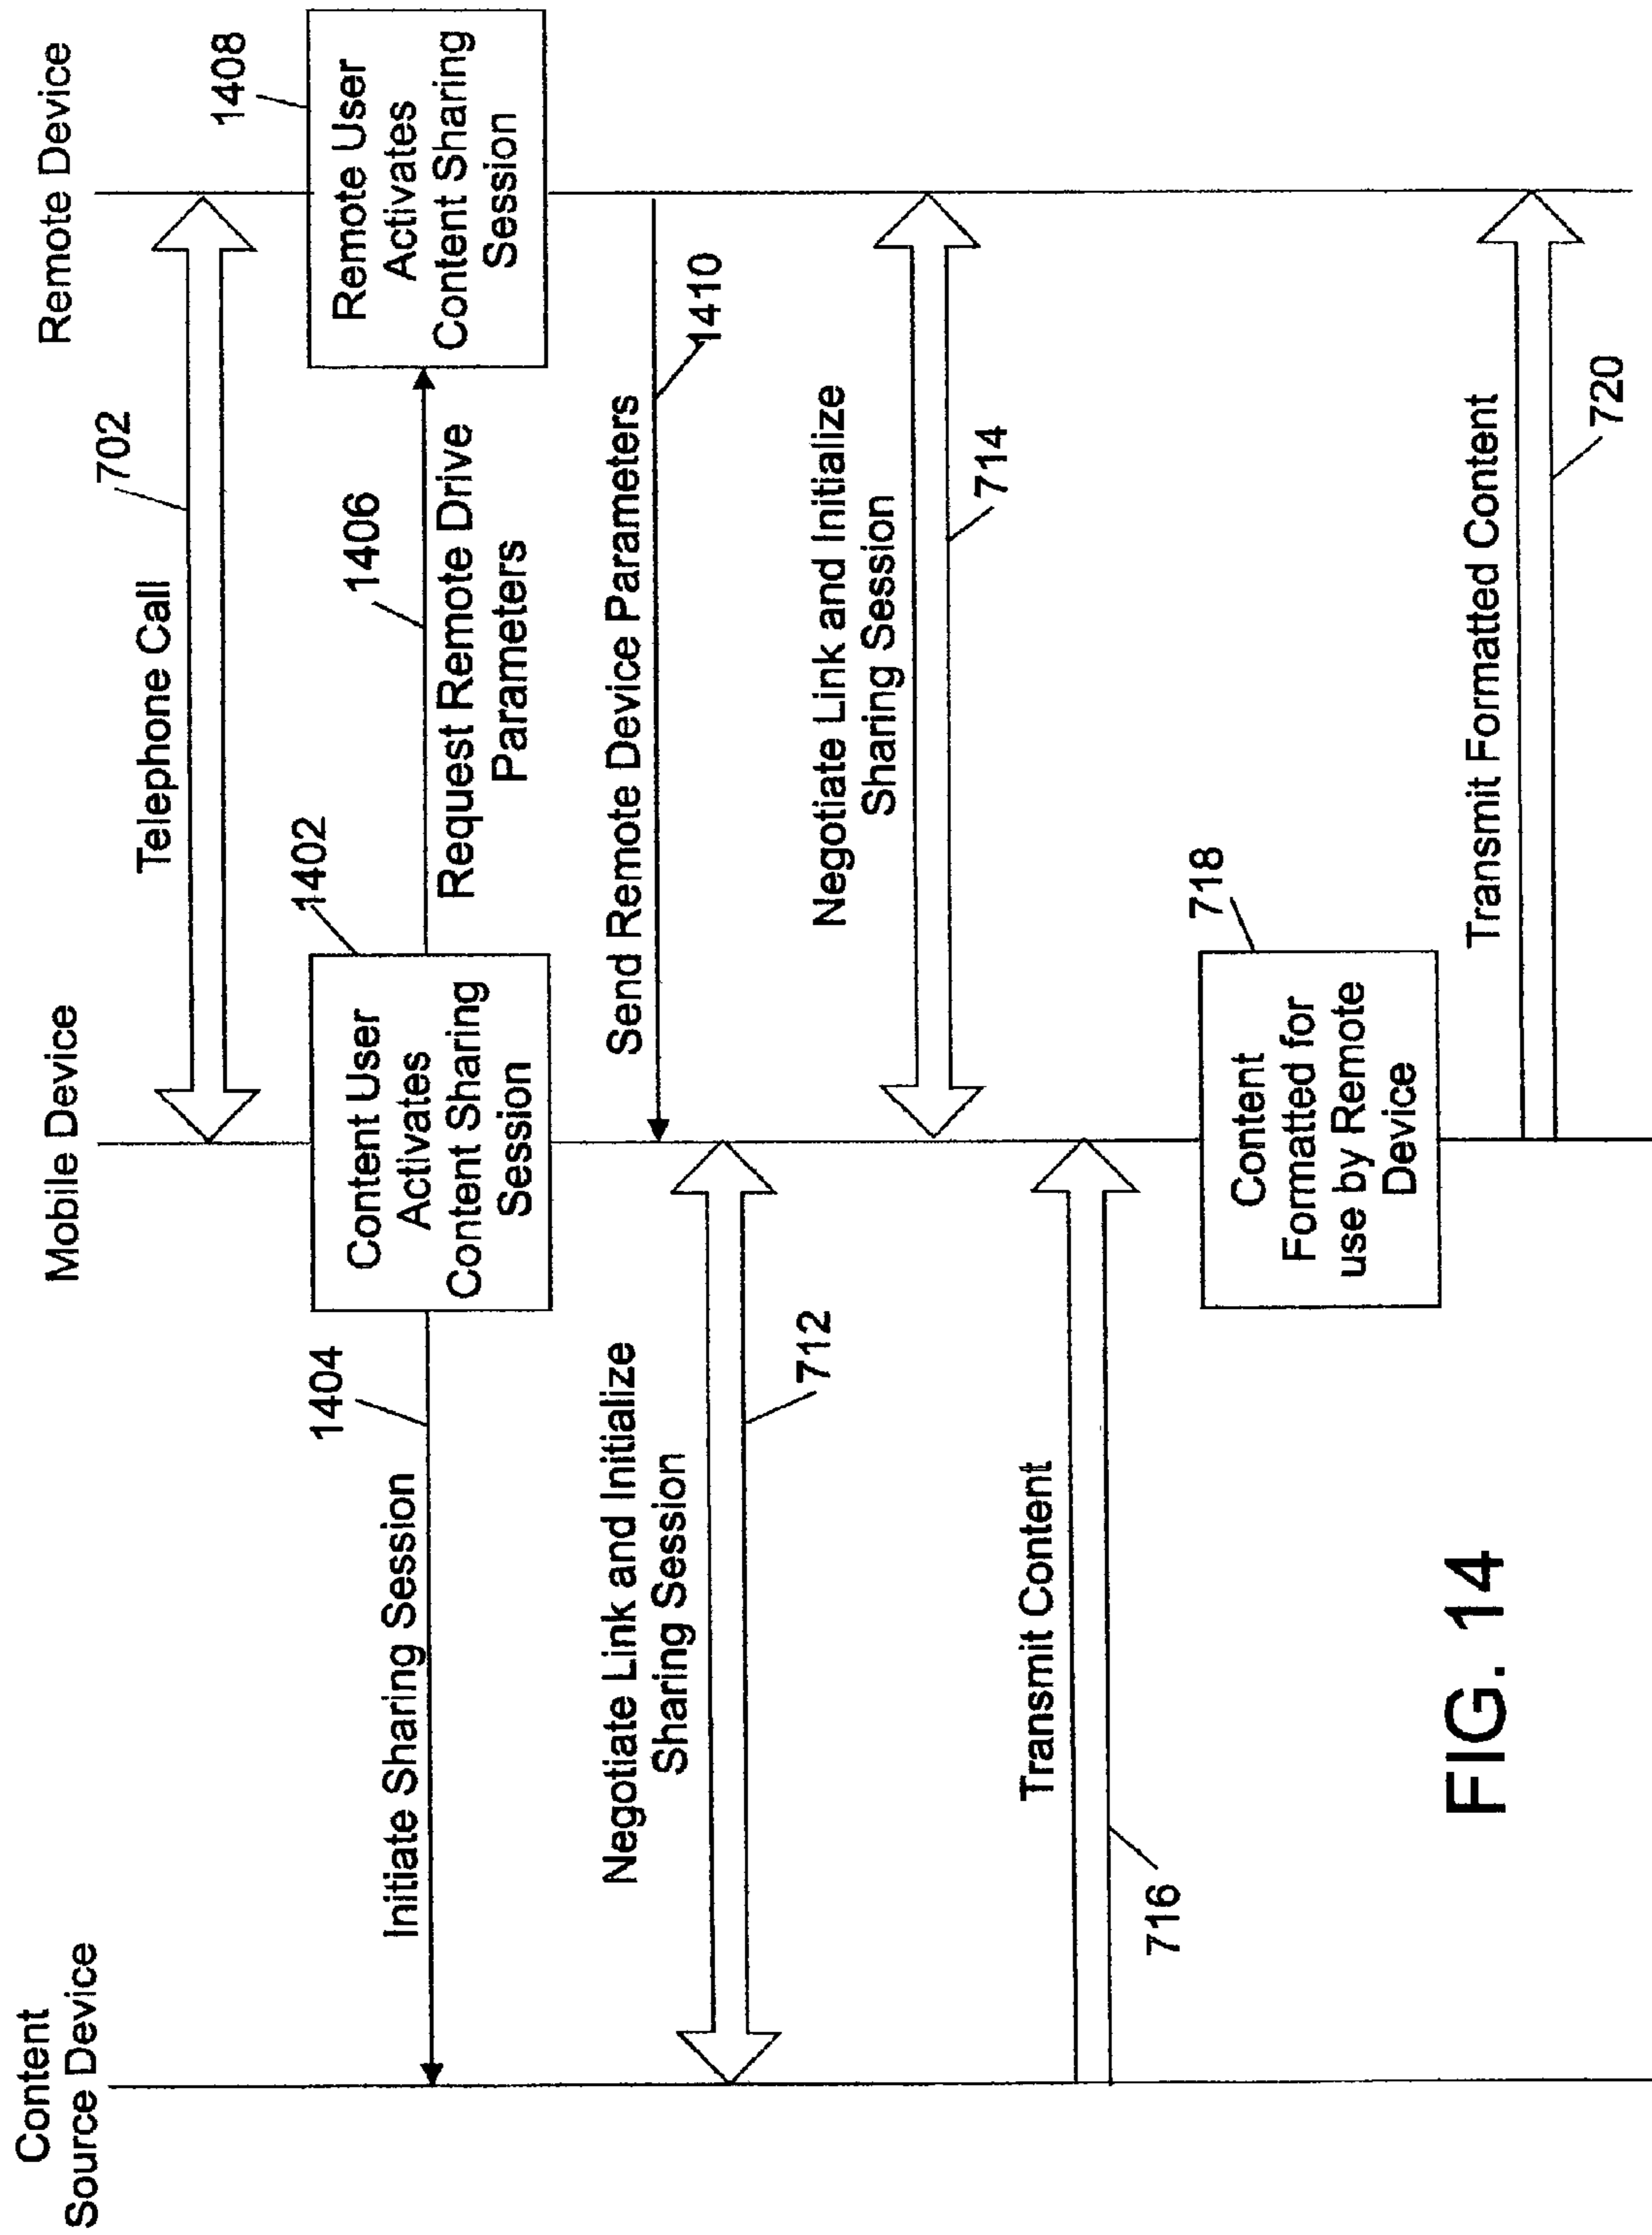 Content
Source Device
Mobile Device
Remote Device
Telephone Call
702
1402
Content User
Activates
Content Sharing
Session
1408
Remote User
Activates
Content Sharing
Session
1404
Initiate Sharing Session
1406
Request Remote Drive
Parameters
Send Remote Device Parameters
1410
Negotiate Link and Initialize
Sharing Session
712
Negotiate Link and Initialize
Sharing Session
714
Transmit Content
716
718
Content
Formatted for
use by Remote
Device
Transmit Formatted Content
720
FIG. 14